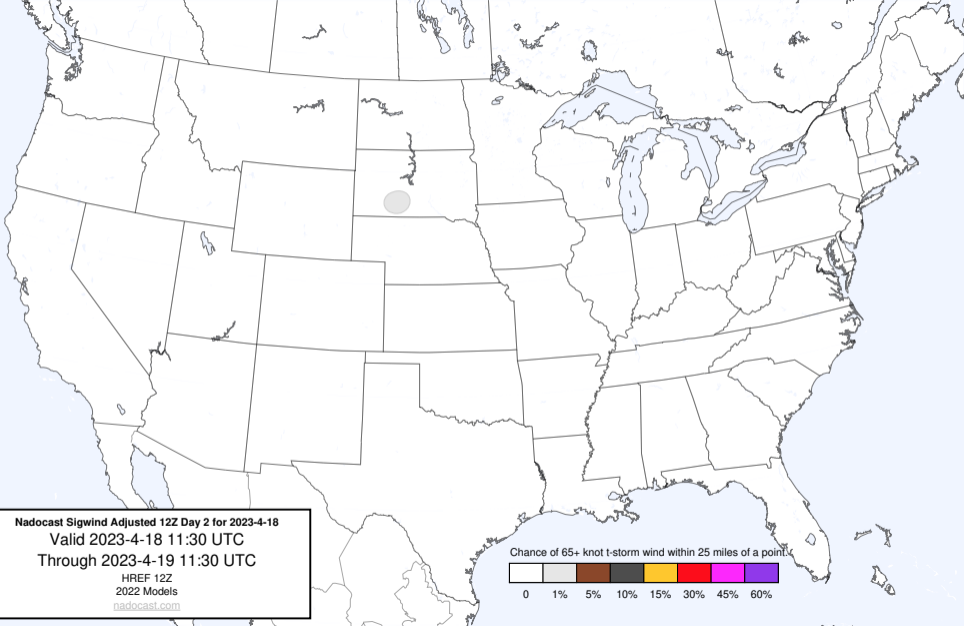 Nadocast Sigwind Adjusted 12Z Day 2 for 2023-4-18
Valid 2023-4-18 11:30 UTC
Through 2023-4-19 11:30 UTC
HREF 12Z
2022 Models
nadocast.com
Chance of 65+ knot t-storm wind within 25 miles of a point.
0 1% 5% 10% 15% 30% 45% 60%